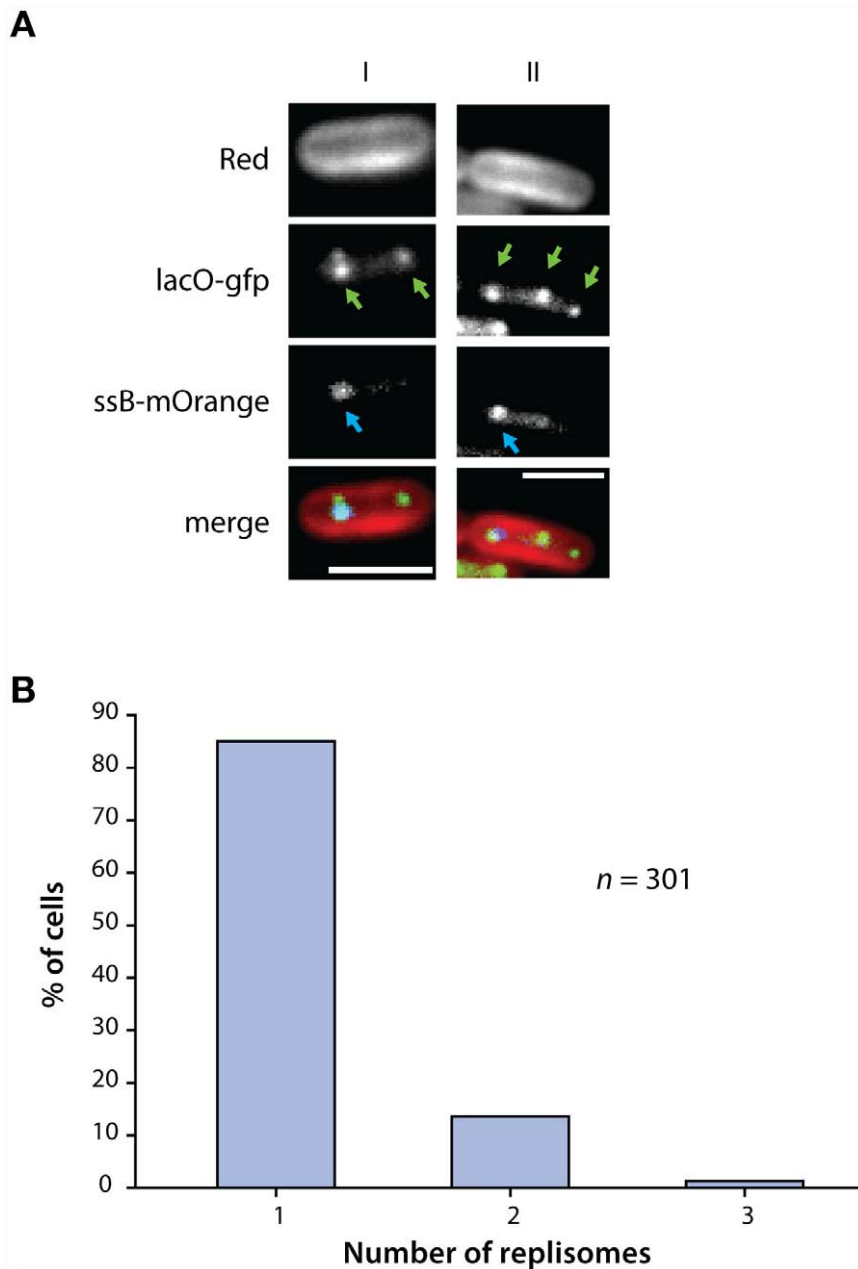 A
I II
Red
lacO-gfp
ssB-mOrange
merge
B
90
80
70
60
50
40
30
20
10
0
% of cells
n = 301
1 2 3
Number of replisomes